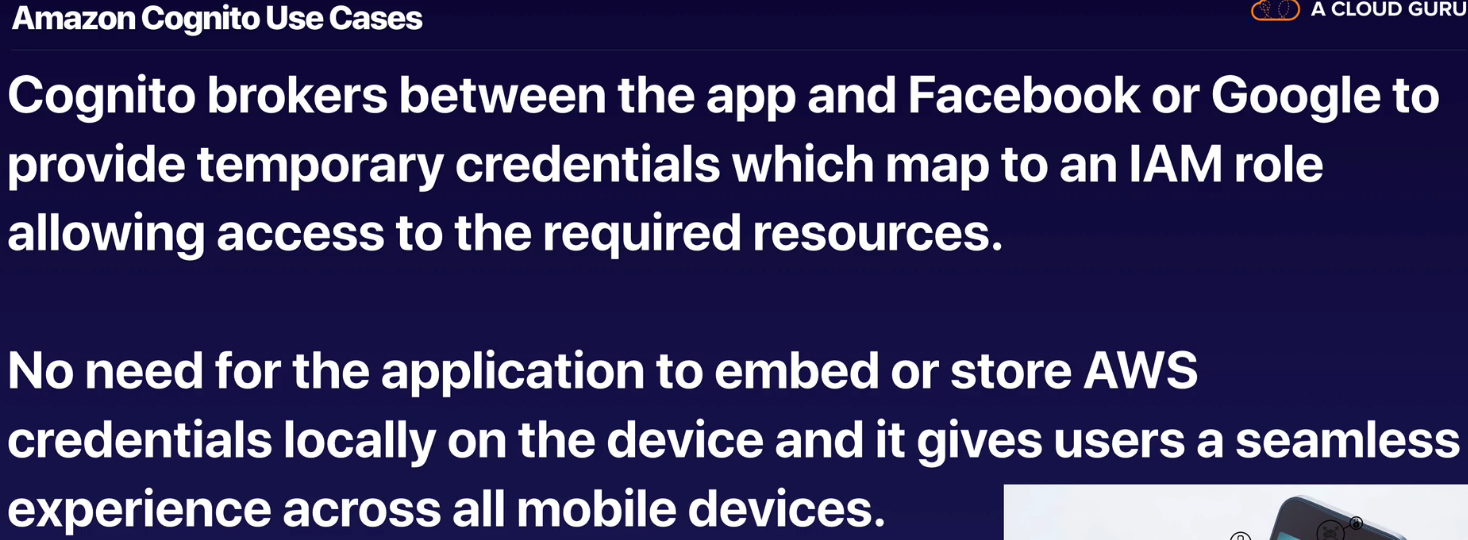 Amazon Cognito Use Cases
A CLOUD GURU
Cognito brokers between the app and Facebook or Google to
provide temporary credentials which map to an IAM role
allowing access to the required resources.
No need for the application to embed or store AWS
credentials locally on the device and it gives users a seamless
experience across all mobile devices.